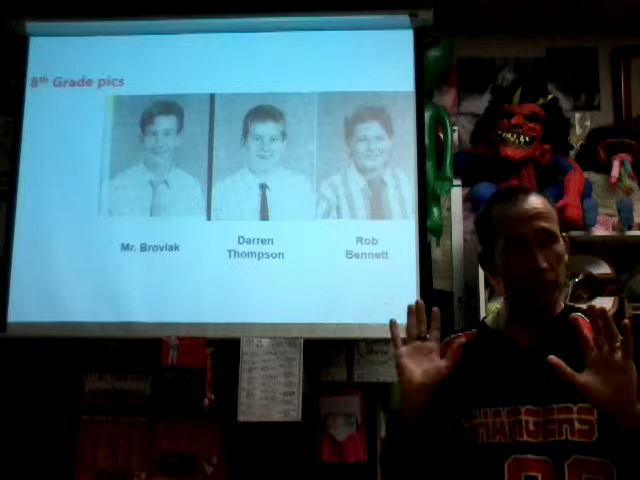 8th Grade pics
Mr. Broviak
Darren
Thompson
Rob
Bennett
CHARGERS